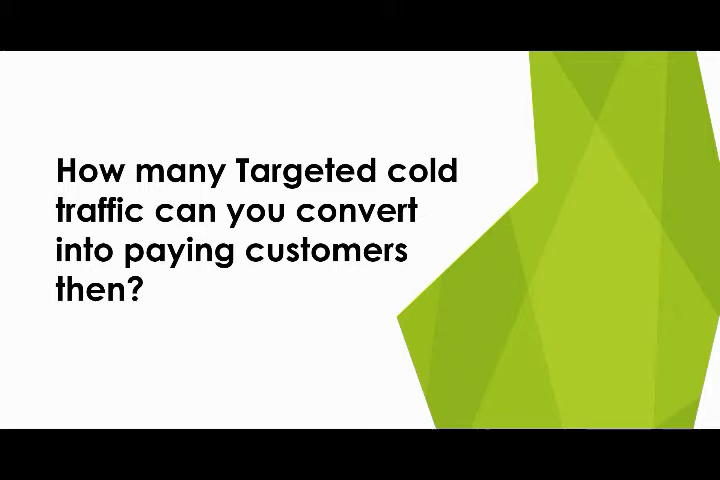 How many Targeted cold
traffic can you convert
into paying customers
then?